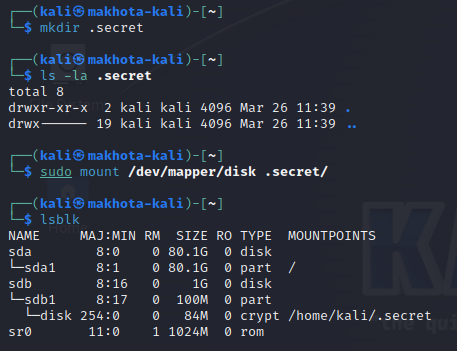 ┌──(kali㉿makhota-kali)-[~]
└─$ mkdir .secret
┌──(kali㉿makhota-kali)-[~]
└─$ ls -la .secret
total 8
drwxr-xr-x  2 kali kali 4096 Mar 26 11:39 .
drwx------ 19 kali kali 4096 Mar 26 11:39 ..
┌──(kali㉿makhota-kali)-[~]
└─$ sudo mount /dev/mapper/disk .secret/
┌──(kali㉿makhota-kali)-[~]
└─$ lsblk
NAME     MAJ:MIN RM  SIZE RO TYPE  MOUNTPOINTS
sda        8:0    0 80.1G  0 disk
└─sda1     8:1    0 80.1G  0 part  /
sdb        8:16   0    1G  0 disk
└─sdb1     8:17   0  100M  0 part
  └─disk 254:0    0   84M  0 crypt /home/kali/.secret
sr0       11:0    1 1024M  0 rom